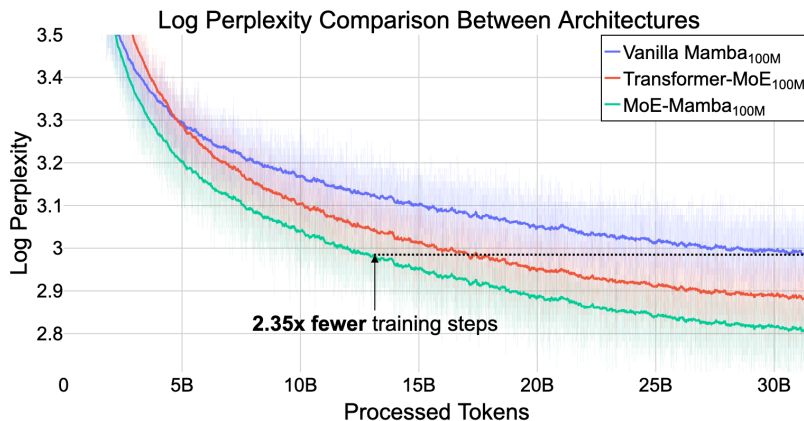 Log Perplexity Comparison Between Architectures
3.5
3.4
3.3
3.2
3.1
3
2.9
2.8
Log Perplexity
Vanilla Mamba100M
Transformer-MoE100M
MoE-Mamba100M
2.35x fewer training steps
0
5B
10B
15B
20B
25B
30B
Processed Tokens